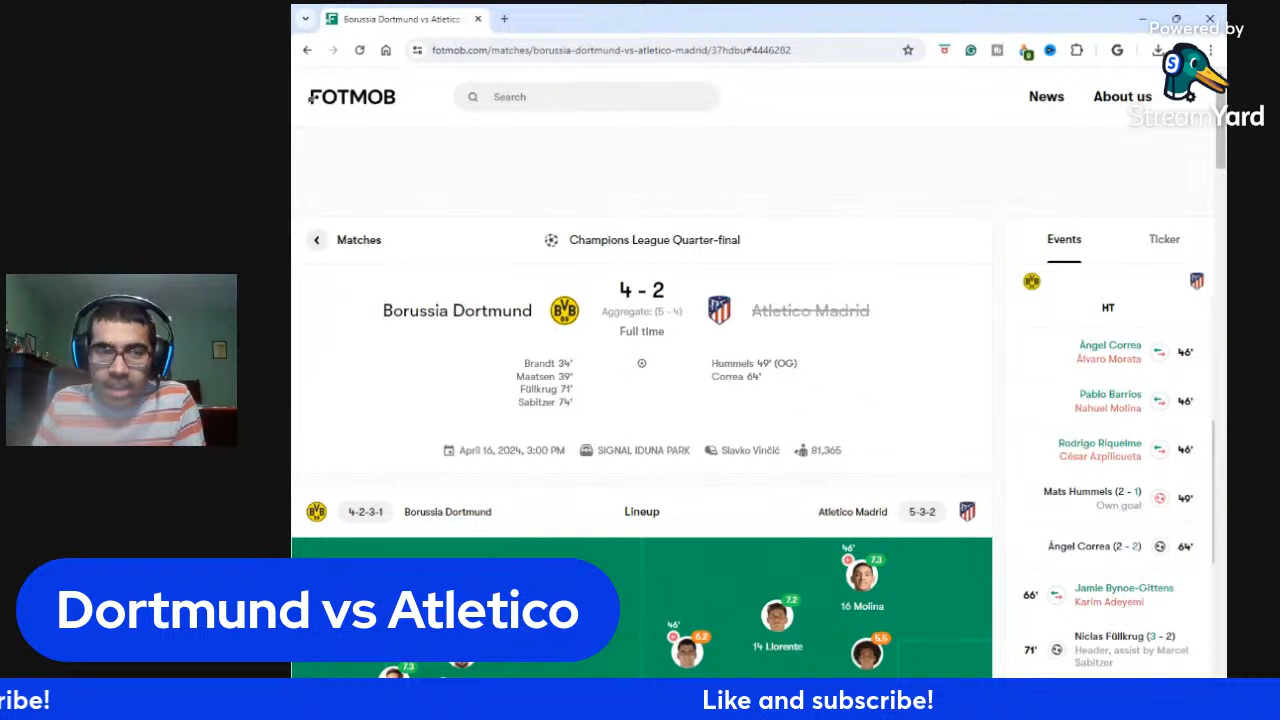 Borussia Dortmund vs Atletico
fotmob.com/matches/borussia-dortmund-vs-atletico-madrid/37hdbu#4446282
Powered by
StreamYard
FOTMOB
Search
News
About us
Matches
Champions League Quarter-final
Borussia Dortmund
4 - 2
Atletico Madrid
Aggregate: (5 - 4)
Full time
Brandt 34'
Maatsen 39'
Füllkrug 71'
Sabitzer 74'
Hummels 49' (OG)
Correa 64'
April 16, 2024, 3:00 PM
SIGNAL IDUNA PARK
Slavko Vinčić
81,365
4-2-3-1
Borussia Dortmund
Lineup
Atletico Madrid
5-3-2
46'
7.3
16 Molina
7.2
14 Llorente
46'
6.2
5.5
7.3
Events
Ticker
HT
Ángel Correa
Álvaro Morata
46'
Pablo Barrios
Nahuel Molina
46'
Rodrigo Riquelme
César Azpilicueta
46'
Mats Hummels (2 - 1)
Own goal
49'
Ángel Correa (2 - 2)
64'
66'
Jamie Bynoe-Gittens
Karim Adeyemi
71'
Niclas Füllkrug (3 - 2)
Header, assist by Marcel
Sabitzer
Dortmund vs Atletico
ribe!
Like and subscribe!